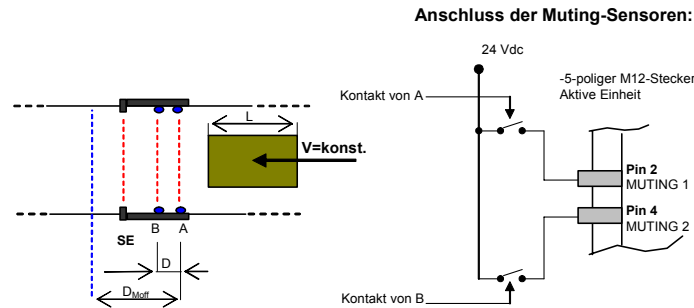 Anschluss der Muting-Sensoren:
24 Vdc
-5-poliger M12-Stecker
Aktive Einheit
Kontakt von A
L
V=konst.
Pin 2
MUTING 1
Pin 4
MUTING 2
B A
SE
D
DMoff
Kontakt von B